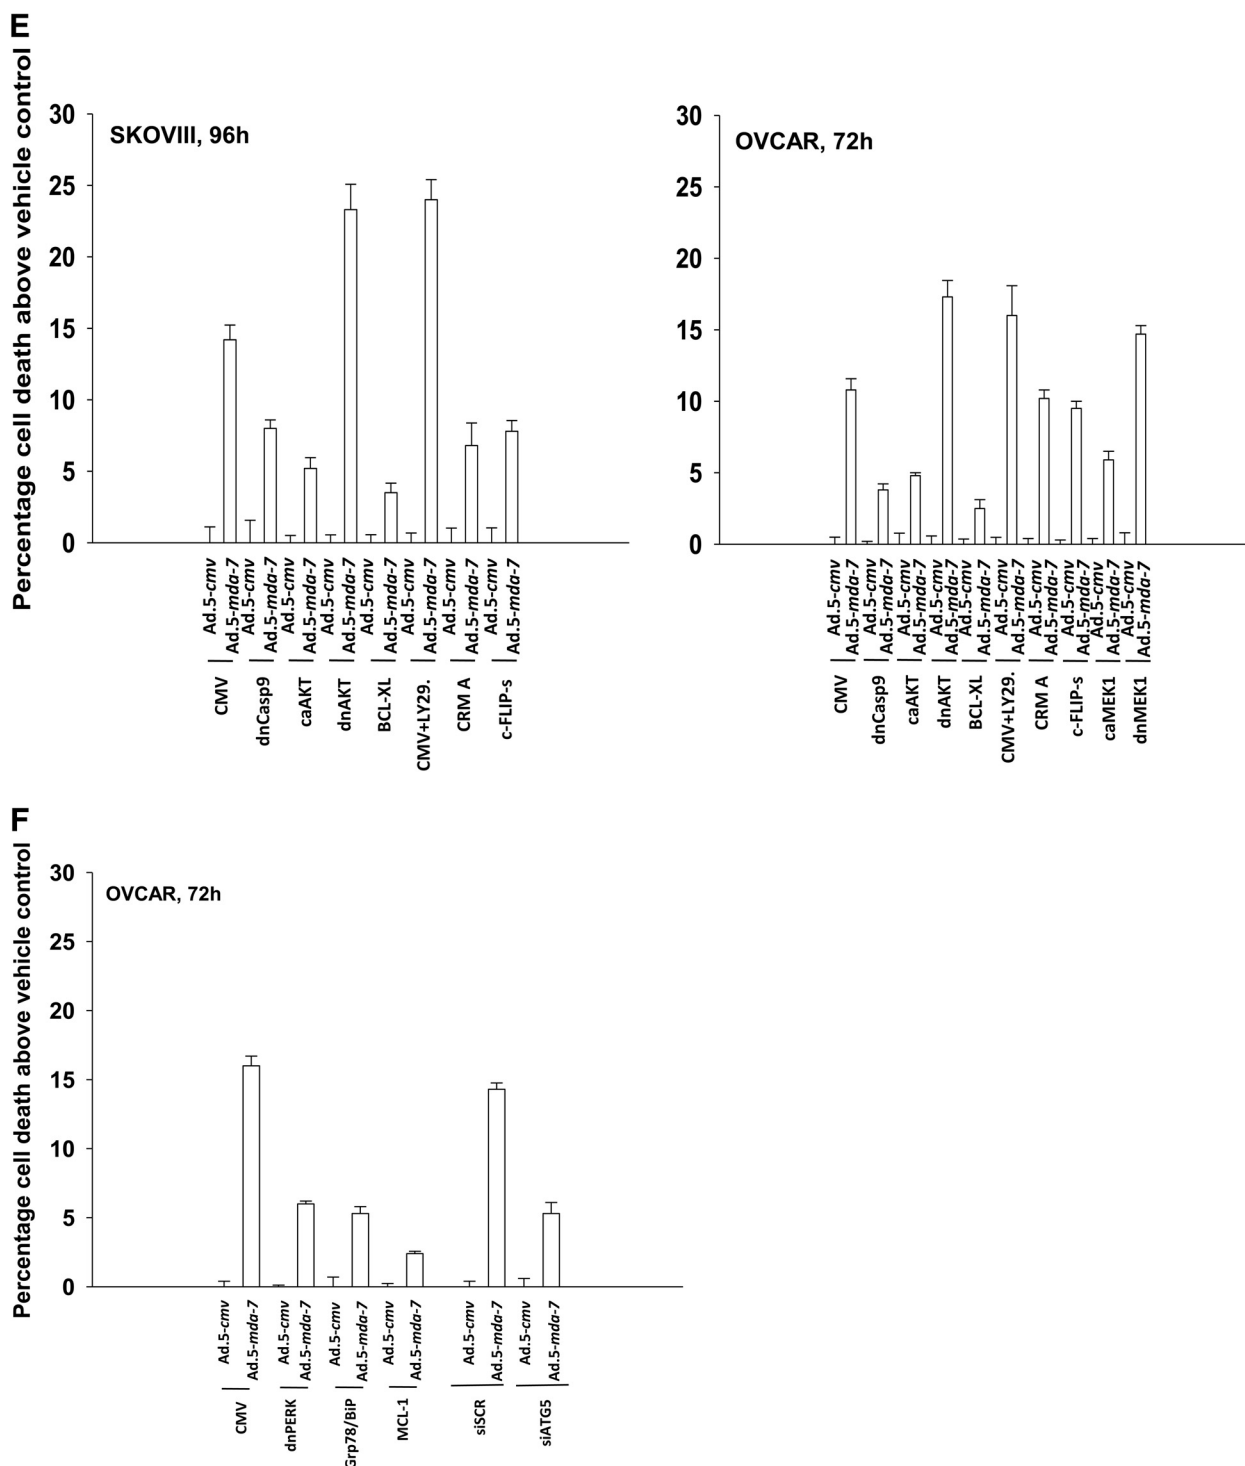 E
Percentage cell death above vehicle control
SKOVIII, 96h
30
25
20
15
10
5
0
Ad.5-cmv
Ad.5-mda-7
Ad.5-cmv
Ad.5-mda-7
Ad.5-cmv
Ad.5-mda-7
Ad.5-cmv
Ad.5-mda-7
Ad.5-cmv
Ad.5-mda-7
Ad.5-cmv
Ad.5-mda-7
Ad.5-cmv
Ad.5-mda-7
Ad.5-cmv
Ad.5-mda-7
CMV
dnCasp9
caAKT
dnAKT
BCL-XL
CMV+LY29.
CRM A
c-FLIP-s
OVCAR, 72h
30
25
20
15
10
5
0
Ad.5-cmv
Ad.5-mda-7
Ad.5-cmv
Ad.5-mda-7
Ad.5-cmv
Ad.5-mda-7
Ad.5-cmv
Ad.5-mda-7
Ad.5-cmv
Ad.5-mda-7
Ad.5-cmv
Ad.5-mda-7
Ad.5-cmv
Ad.5-mda-7
Ad.5-cmv
Ad.5-mda-7
Ad.5-cmv
Ad.5-mda-7
Ad.5-cmv
Ad.5-mda-7
CMV
dnCasp9
caAKT
dnAKT
BCL-XL
CMV+LY29.
CRM A
c-FLIP-s
caMEK1
dnMEK1
F
Percentage cell death above vehicle control
OVCAR, 72h
30
25
20
15
10
5
0
Ad.5-cmv
Ad.5-mda-7
Ad.5-cmv
Ad.5-mda-7
Ad.5-cmv
Ad.5-mda-7
Ad.5-cmv
Ad.5-mda-7
Ad.5-cmv
Ad.5-mda-7
Ad.5-cmv
Ad.5-mda-7
CMV
dnPERK
Grp78/BiP
MCL-1
siSCR
siATG5